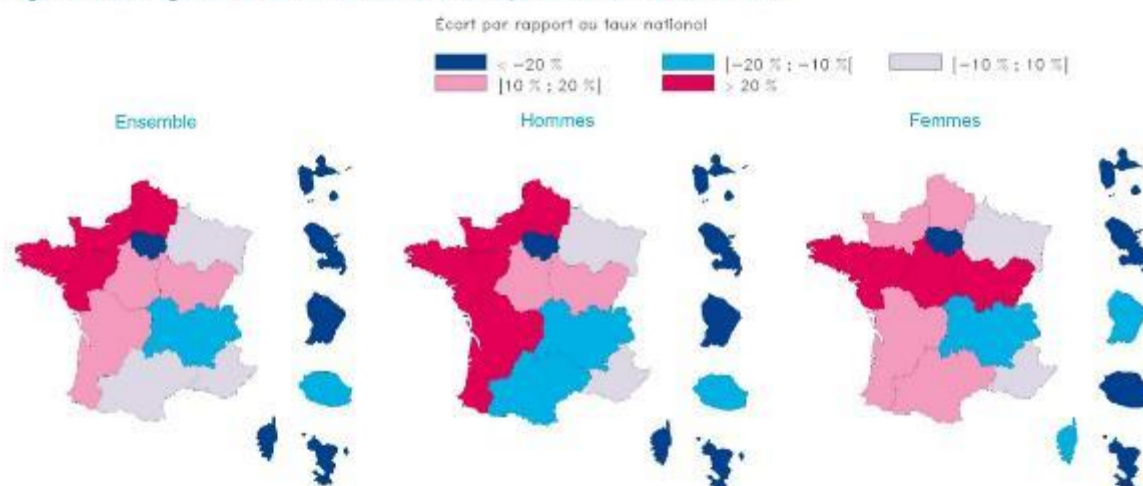 Écart par rapport au taux national
< −20 % [−20 % ; −10 %[ [−10 % ; 10 %]
]10 % ; 20 %] > 20 %
Ensemble Hommes Femmes